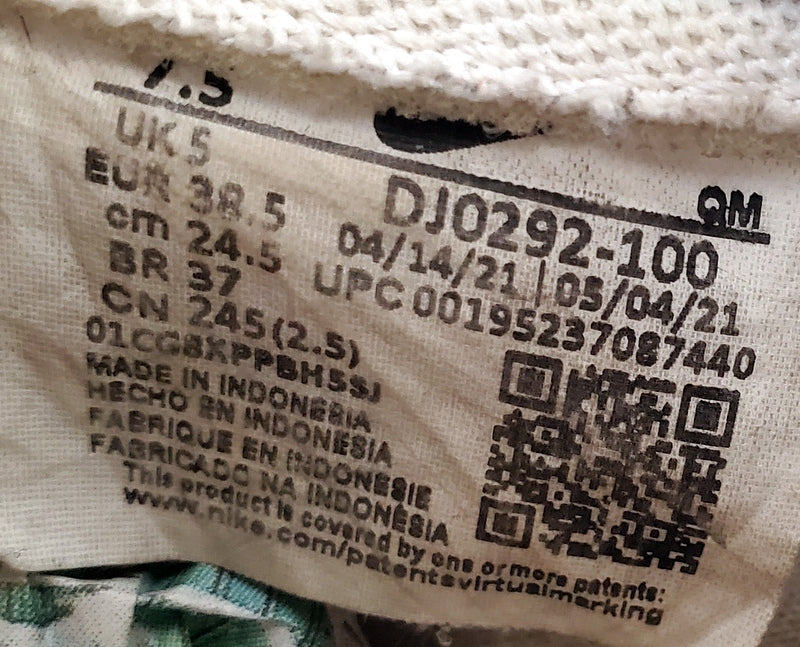 7.5
QM
UK 5
EUR 38.5
cm 24.5
BR 37
CN 245 (2.5)
DJ0292-100
04/14/21 | 05/04/21
UPC 00195237087440
MADE IN INDONESIA
HECHO EN INDONESIA
FABRIQUE EN INDONESIE
FABRICADO NA INDONÉSIA
This product is covered by one or more patents:
www.nike.com/patentsvirtualmarking